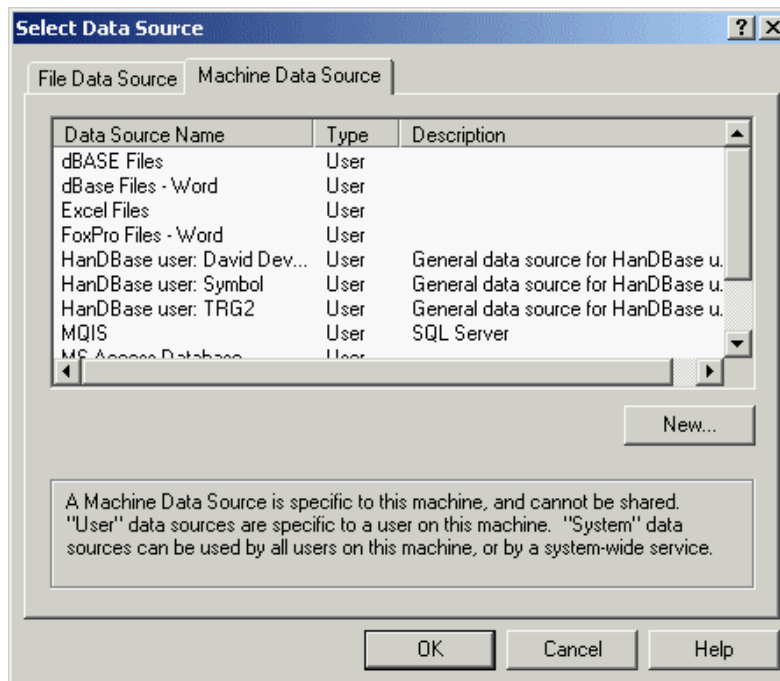 Select Data Source
File Data Source Machine Data Source
Data Source Name Type Description
dBASE Files User
dBase Files - Word User
Excel Files User
FoxPro Files - Word User
HanDBase user: David Dev... User General data source for HanDBase u.
HanDBase user: Symbol User General data source for HanDBase u.
HanDBase user: TRG2 User General data source for HanDBase u.
MQIS User SQL Server
MS Access Database User
New...
A Machine Data Source is specific to this machine, and cannot be shared.
"User" data sources are specific to a user on this machine. "System" data
sources can be used by all users on this machine, or by a system-wide service.
OK Cancel Help